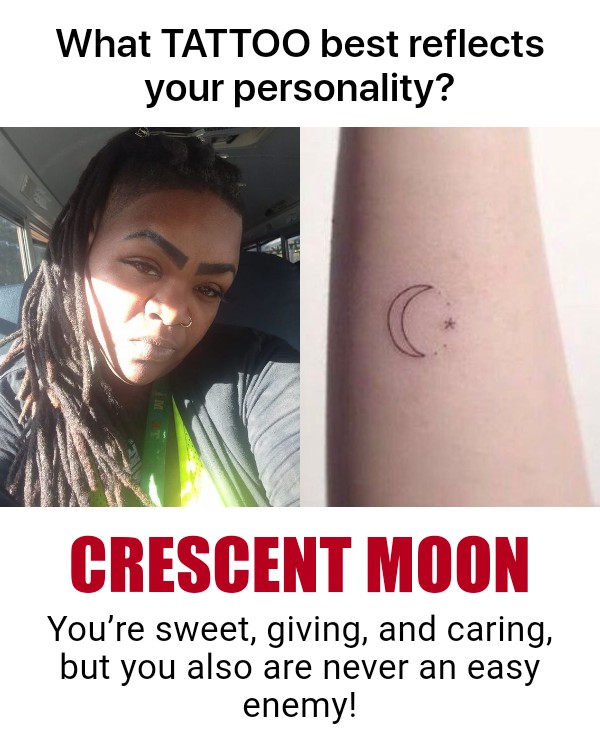 What TATTOO best reflects
your personality?
CRESCENT MOON
You’re sweet, giving, and caring,
but you also are never an easy
enemy!